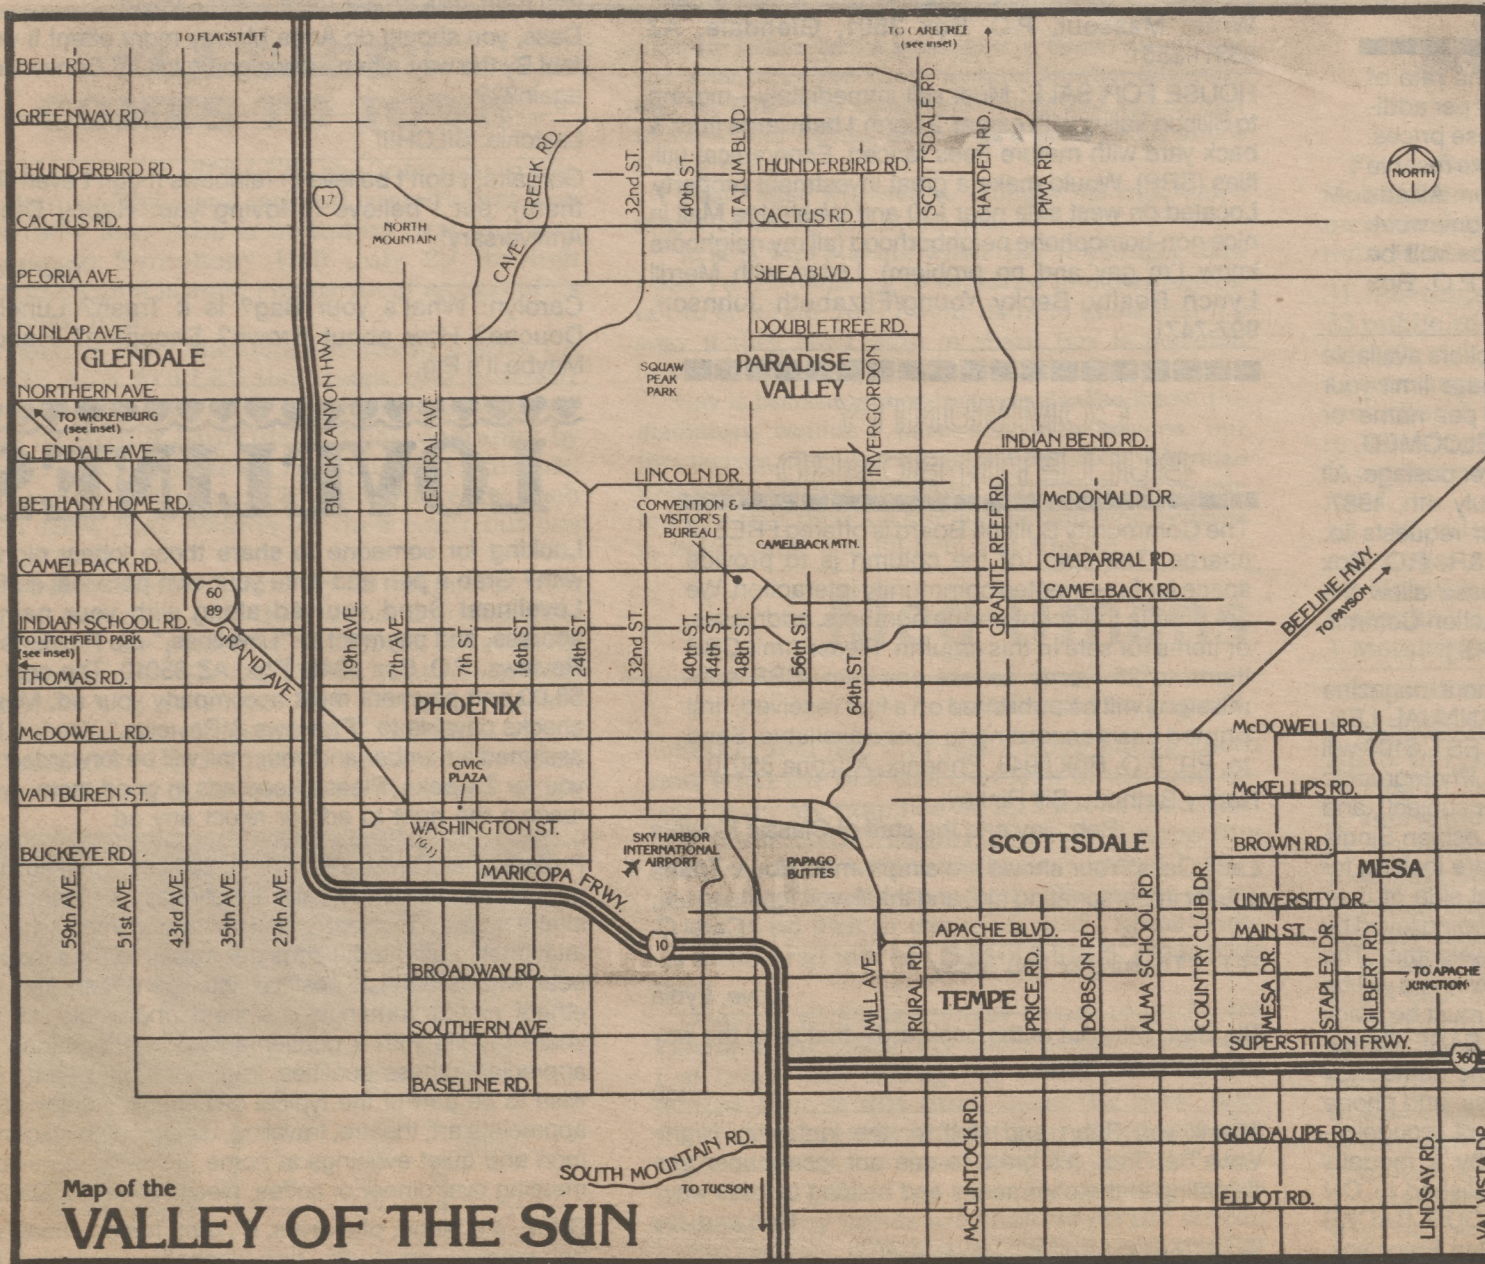 TO FLAGSTAFF
TO CAREFREE
(see inset)
BELL RD.
GREENWAY RD.
THUNDERBIRD RD.
CACTUS RD.
PEORIA AVE.
DUNLAP AVE.
GLENDALE
NORTHERN AVE.
TO WICKENBURG
(see inset)
GLENDALE AVE.
BETHANY HOME RD.
CAMELBACK RD.
60
89
INDIAN SCHOOL RD.
TO LITCHFIELD PARK
(see inset)
THOMAS RD.
GRAND AVE.
McDOWELL RD.
VAN BUREN ST.
BUCKEYE RD.
59th AVE.
51st AVE.
43rd AVE.
35th AVE.
27th AVE.
17
NORTH
MOUNTAIN
CAVE CREEK RD.
BLACK CANYON HWY.
CENTRAL AVE.
19th AVE.
7th AVE.
7th ST.
16th ST.
24th ST.
32nd ST.
40th ST.
44th ST.
48th ST.
56th ST.
64th ST.
PHOENIX
CIVIC
PLAZA
WASHINGTON ST.
MARICOPA FRWY.
10
BROADWAY RD.
SOUTHERN AVE.
BASELINE RD.
SOUTH MOUNTAIN RD.
TO TUCSON
32nd ST.
40th ST.
TATUM BLVD.
THUNDERBIRD RD.
CACTUS RD.
SHEA BLVD.
DOUBLETREE RD.
SCOTTSDALE RD.
HAYDEN RD.
PIMA RD.
NORTH
SQUAW
PEAK
PARK
PARADISE
VALLEY
INVERGORDON
LINCOLN DR.
CONVENTION &
VISITOR'S
BUREAU
CAMELBACK MTN.
INDIAN BEND RD.
McDONALD DR.
GRANITE REEF RD.
CHAPARRAL RD.
CAMELBACK RD.
BEELINE HWY.
TO PAYSON
SKY HARBOR
INTERNATIONAL
AIRPORT
PAPAGO
BUTTES
SCOTTSDALE
McDOWELL RD.
McKELLIPS RD.
BROWN RD.
MESA
UNIVERSITY DR.
MAIN ST.
APACHE BLVD.
TEMPE
MILL AVE.
RURAL RD.
PRICE RD.
DOBSON RD.
ALMA SCHOOL RD.
COUNTRY CLUB DR.
MESA DR.
STAPLEY DR.
GILBERT RD.
TO APACHE
JUNCTION
SUPERSTITION FRWY.
360
McCLINTOCK RD.
GUADALUPE RD.
ELLIOT RD.
LINDSAY RD.
VAL VISTA DR.
Map of the
VALLEY OF THE SUN